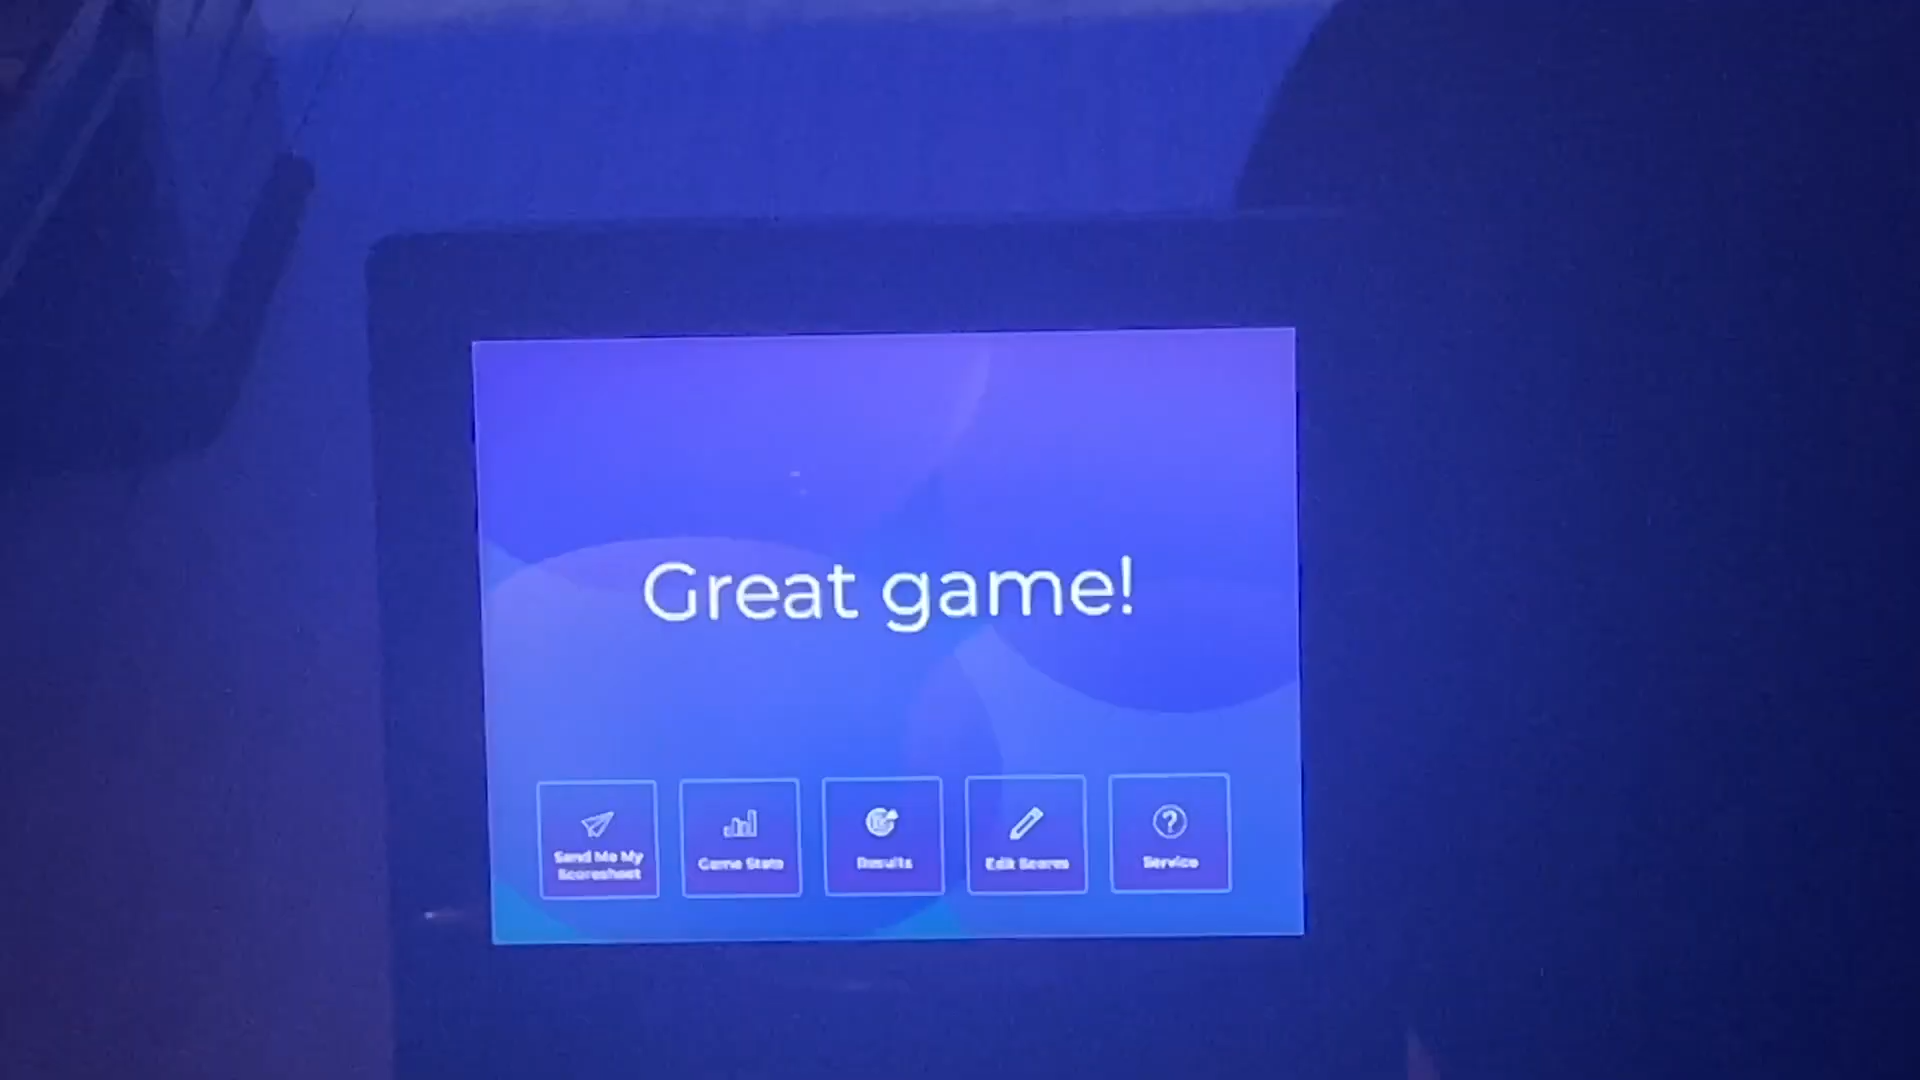 Great game!
Send Me My
Scoresheet
Game Stats
Results
Edit Scores
Service